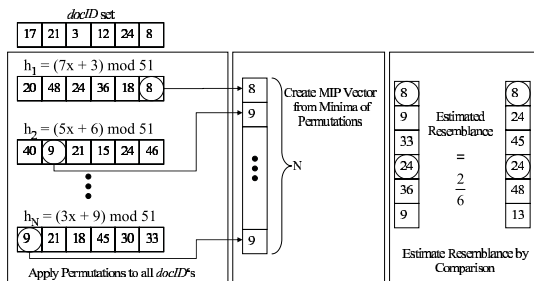 docID set
17 21 3 12 24 8
h1 = (7x + 3) mod 51
20 48 24 36 18 8
h2 = (5x + 6) mod 51
40 9 21 15 24 46
hN = (3x + 9) mod 51
9 21 18 45 30 33
Apply Permutations to all docID's
8
9
9
N
Create MIP Vector
from Minima of
Permutations
8
9
33
24
36
9
Estimated
Resemblance
=
2
6
8
24
45
24
48
13
Estimate Resemblance by
Comparison